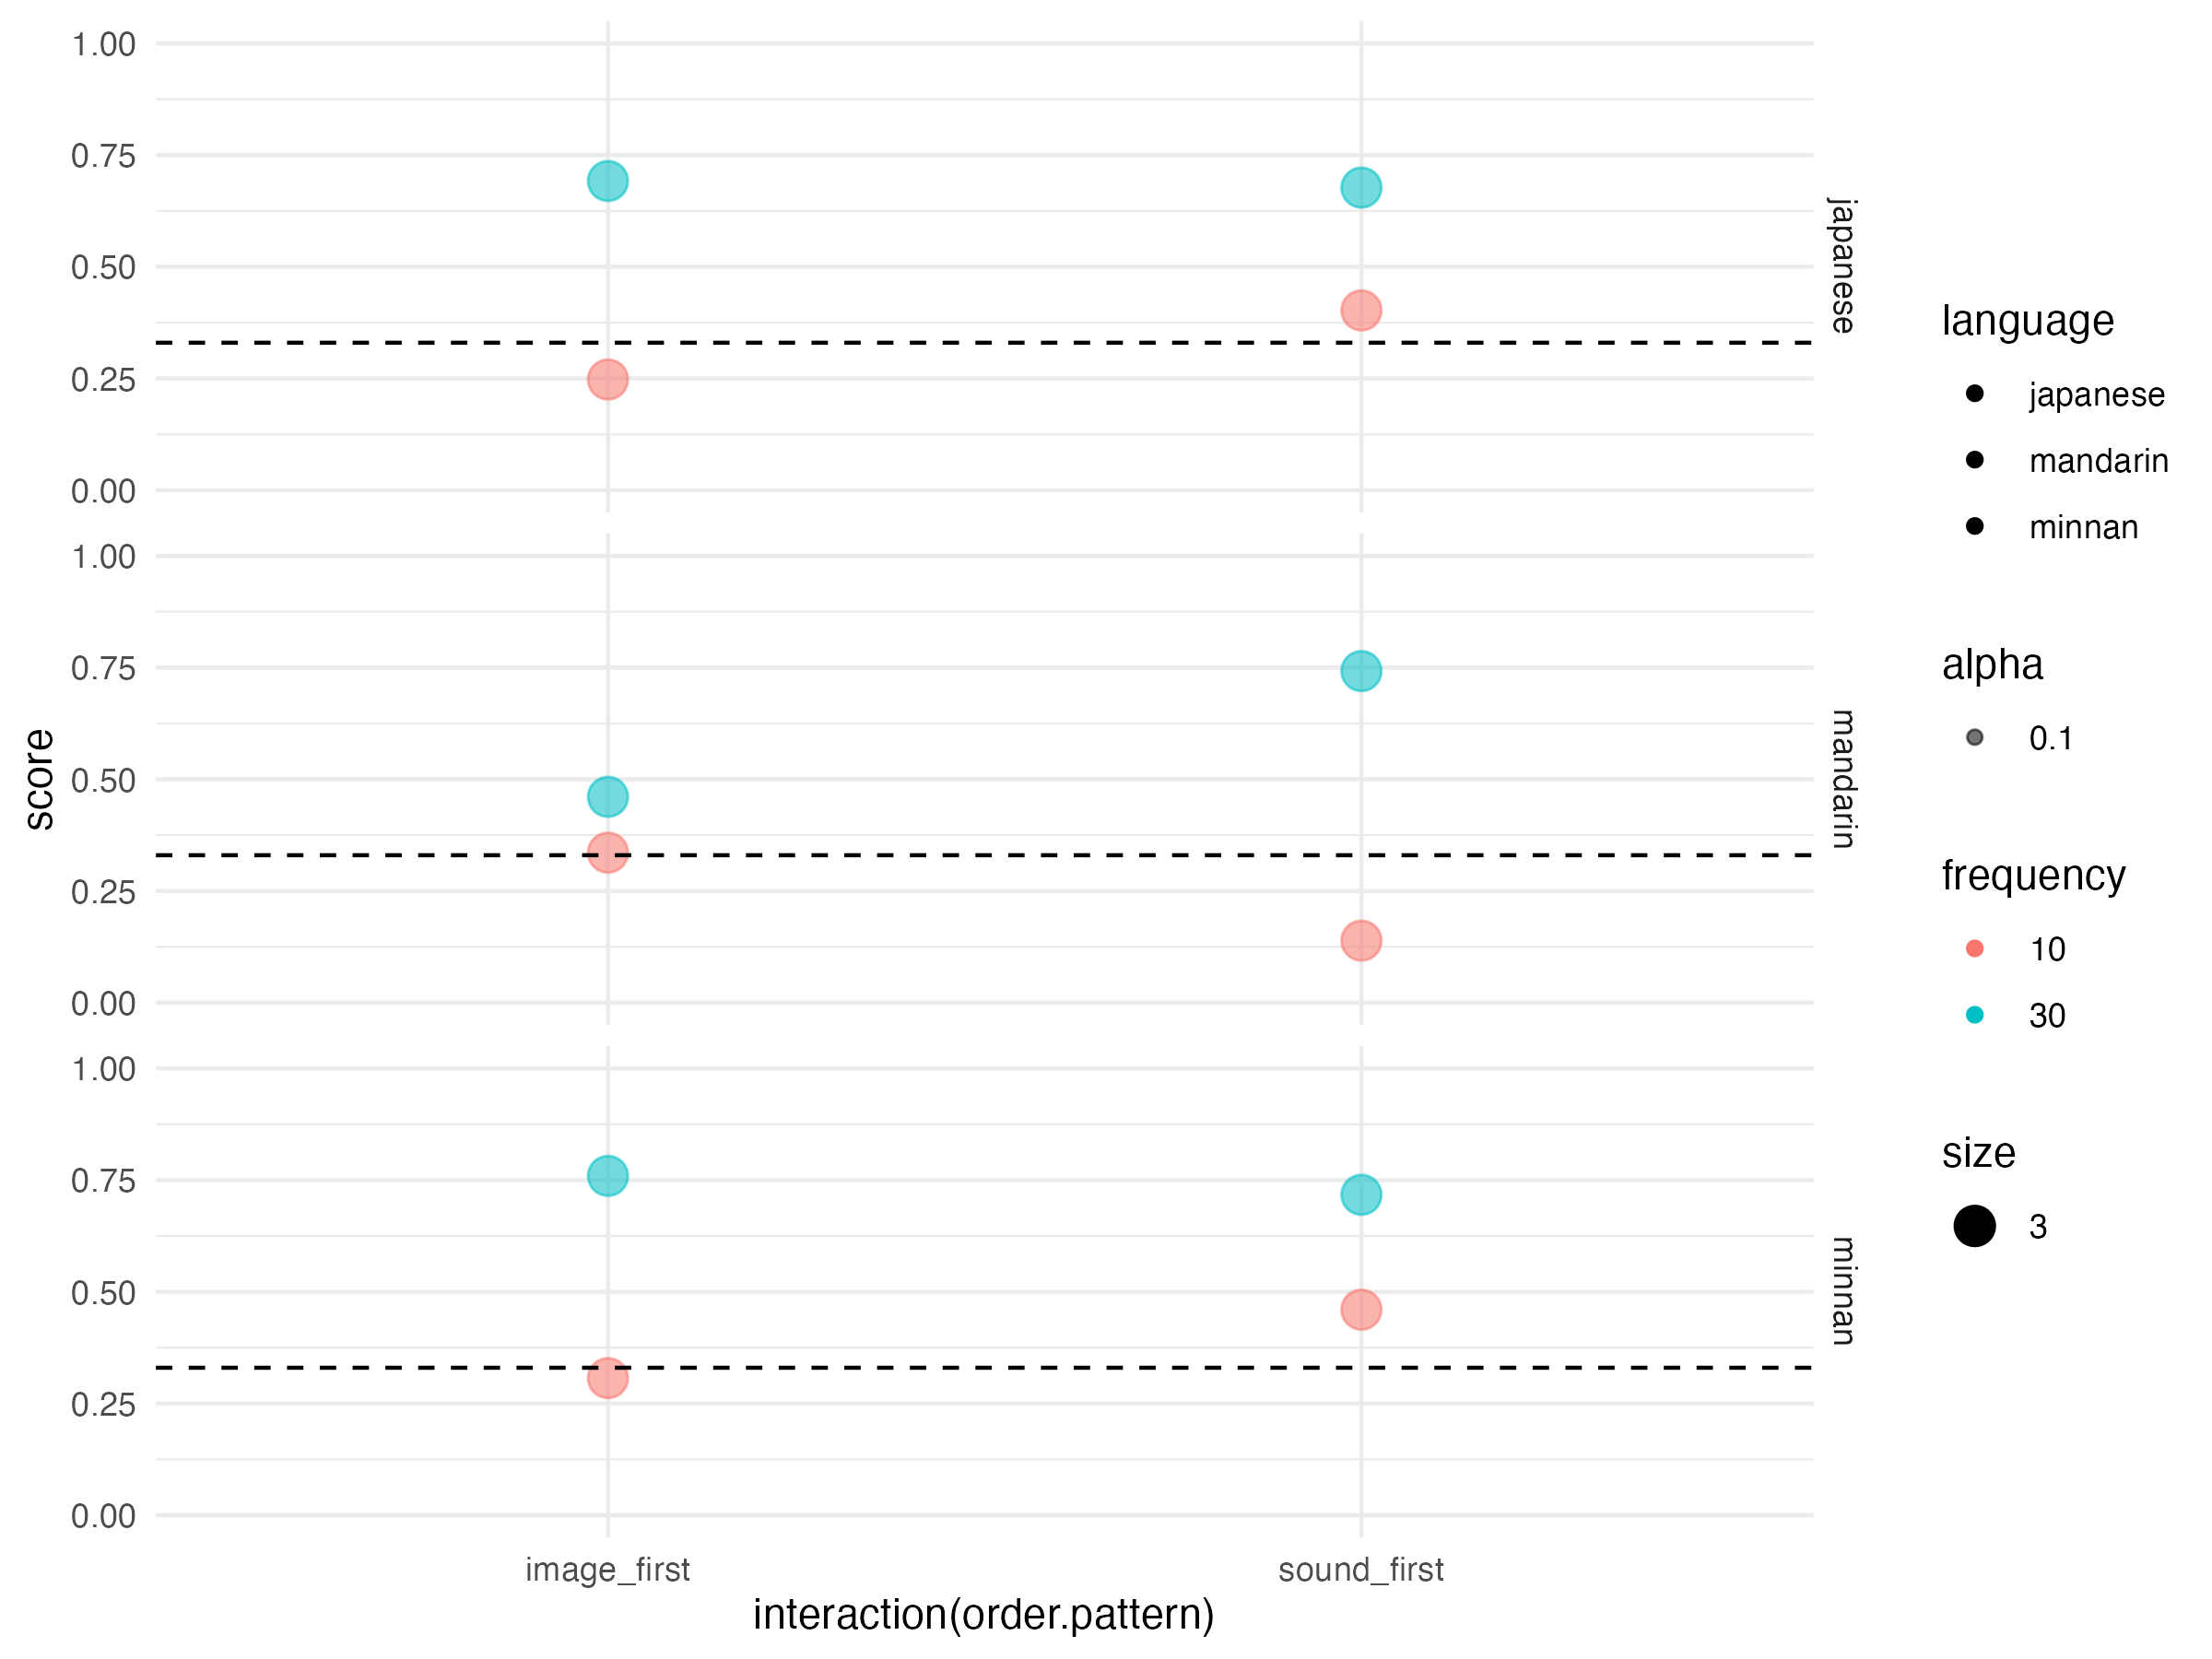 1.00
0.75
0.50
0.25
0.00
japanese
1.00
0.75
0.50
0.25
0.00
mandarin
1.00
0.75
0.50
0.25
0.00
minnan
score
image_first
sound_first
interaction(order.pattern)
language
japanese
mandarin
minnan
alpha
0.1
frequency
10
30
size
3